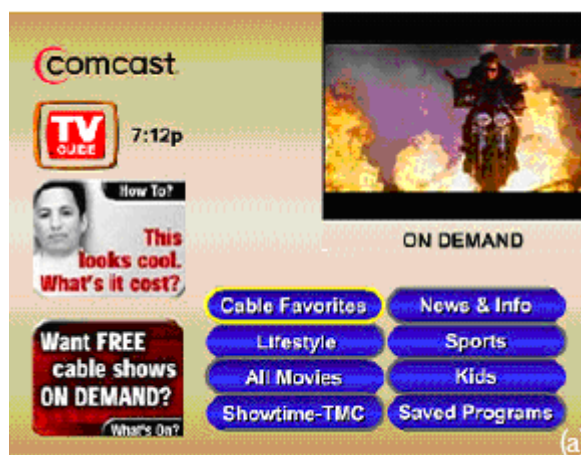 comcast
TV
GUIDE
7:12p
How To?
This
looks cool.
What's it cost?
ON DEMAND
Cable Favorites
News & Info
Lifestyle
Sports
All Movies
Kids
Showtime-TMC
Saved Programs
Want FREE
cable shows
ON DEMAND?
What's On?
(a